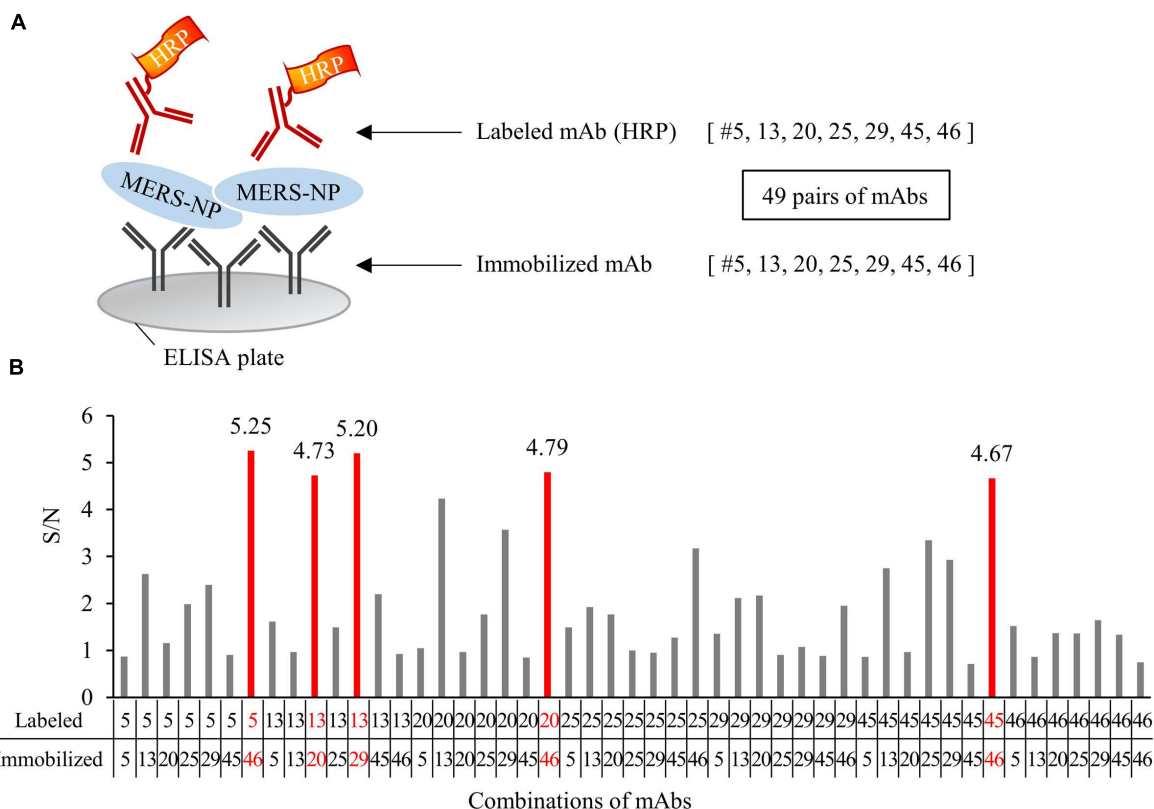 A
HRP
HRP
Labeled mAb (HRP) [ #5, 13, 20, 25, 29, 45, 46 ]
MERS-NP
MERS-NP
49 pairs of mAbs
Immobilized mAb [ #5, 13, 20, 25, 29, 45, 46 ]
ELISA plate
B
6
5
4
3
2
1
0
S/N
5.25
4.73
5.20
4.79
4.67
Labeled 5 5 5 5 5 5 5 13 13 13 13 13 13 13 20 20 20 20 20 20 20 25 25 25 25 25 25 25 29 29 29 29 29 29 29 45 45 45 45 45 45 45 46 46 46 46 46 46 46
mmobilized 5 13 20 25 29 45 46 5 13 20 25 29 45 46 5 13 20 25 29 45 46 5 13 20 25 29 45 46 5 13 20 25 29 45 46 5 13 20 25 29 45 46 5 13 20 25 29 45 46
Combinations of mAbs